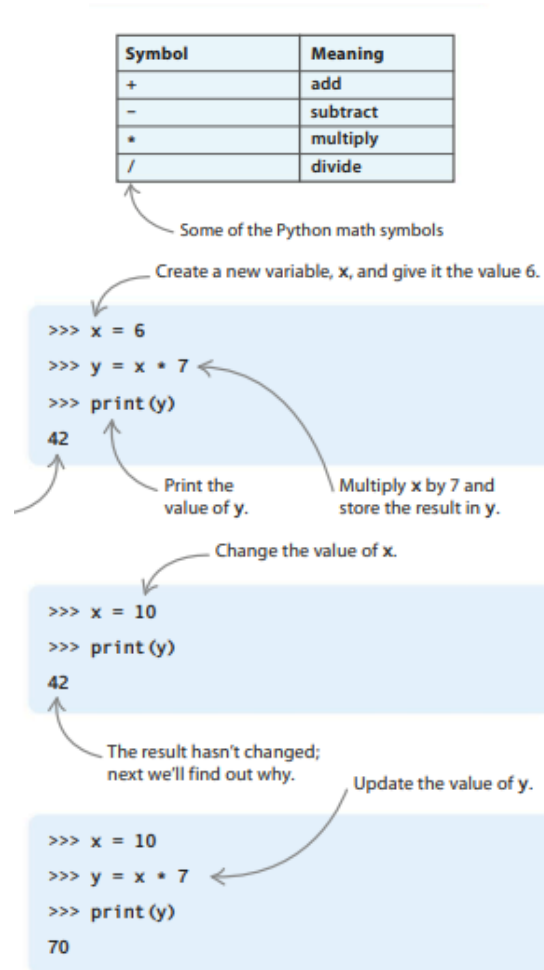 Symbol Meaning
+ add
– subtract
* multiply
/ divide
Some of the Python math symbols
Create a new variable, x, and give it the value 6.
>>> x = 6
>>> y = x * 7
>>> print(y)
42
Print the
value of y.
Multiply x by 7 and
store the result in y.
Change the value of x.
>>> x = 10
>>> print(y)
42
The result hasn't changed;
next we'll find out why.
Update the value of y.
>>> x = 10
>>> y = x * 7
>>> print(y)
70